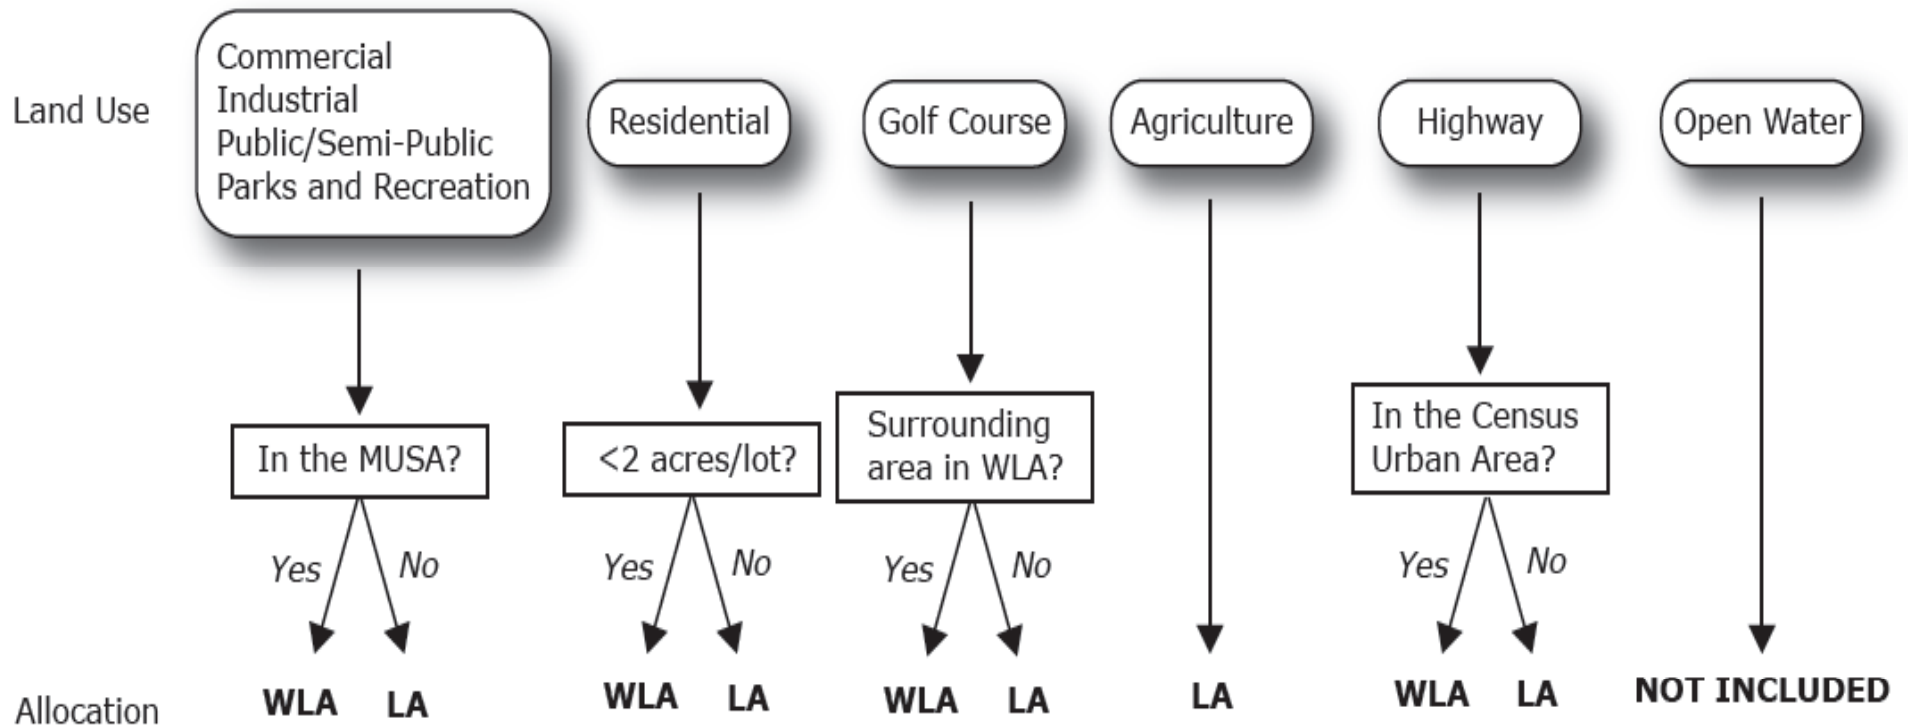 Land Use
Commercial
Industrial
Public/Semi-Public
Parks and Recreation
Residential
Golf Course
Agriculture
Highway
Open Water
In the MUSA?
<2 acres/lot?
Surrounding
area in WLA?
In the Census
Urban Area?
Yes
No
Yes
No
Yes
No
Yes
No
Allocation
WLA
LA
WLA
LA
WLA
LA
LA
WLA
LA
NOT INCLUDED